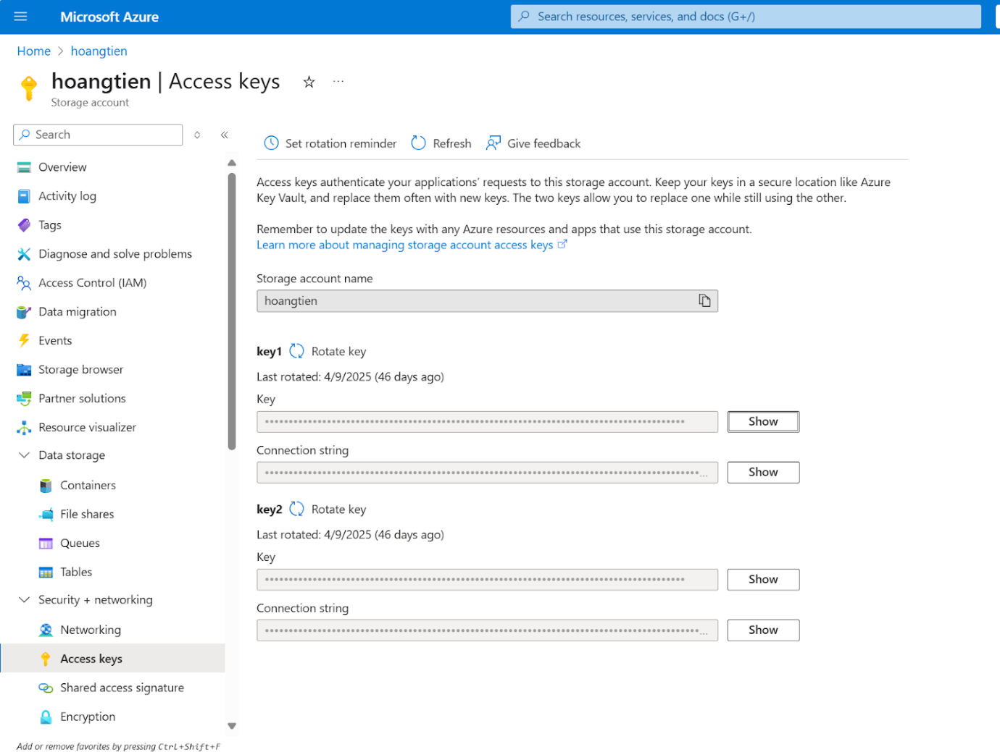 Microsoft Azure
Search resources, services, and docs (G+/)
Home > hoangtien
hoangtien | Access keys
Storage account
Search
Overview
Activity log
Tags
Diagnose and solve problems
Access Control (IAM)
Data migration
Events
Storage browser
Partner solutions
Resource visualizer
Data storage
Containers
File shares
Queues
Tables
Security + networking
Networking
Access keys
Shared access signature
Encryption
Add or remove favorites by pressing Ctrl+Shift+F
Set rotation reminder Refresh Give feedback
Access keys authenticate your applications’ requests to this storage account. Keep your keys in a secure location like Azure
Key Vault, and replace them often with new keys. The two keys allow you to replace one while still using the other.
Remember to update the keys with any Azure resources and apps that use this storage account.
Learn more about managing storage account access keys
Storage account name
hoangtien
key1 Rotate key
Last rotated: 4/9/2025 (46 days ago)
Key
Show
Connection string
Show
key2 Rotate key
Last rotated: 4/9/2025 (46 days ago)
Key
Show
Connection string
Show